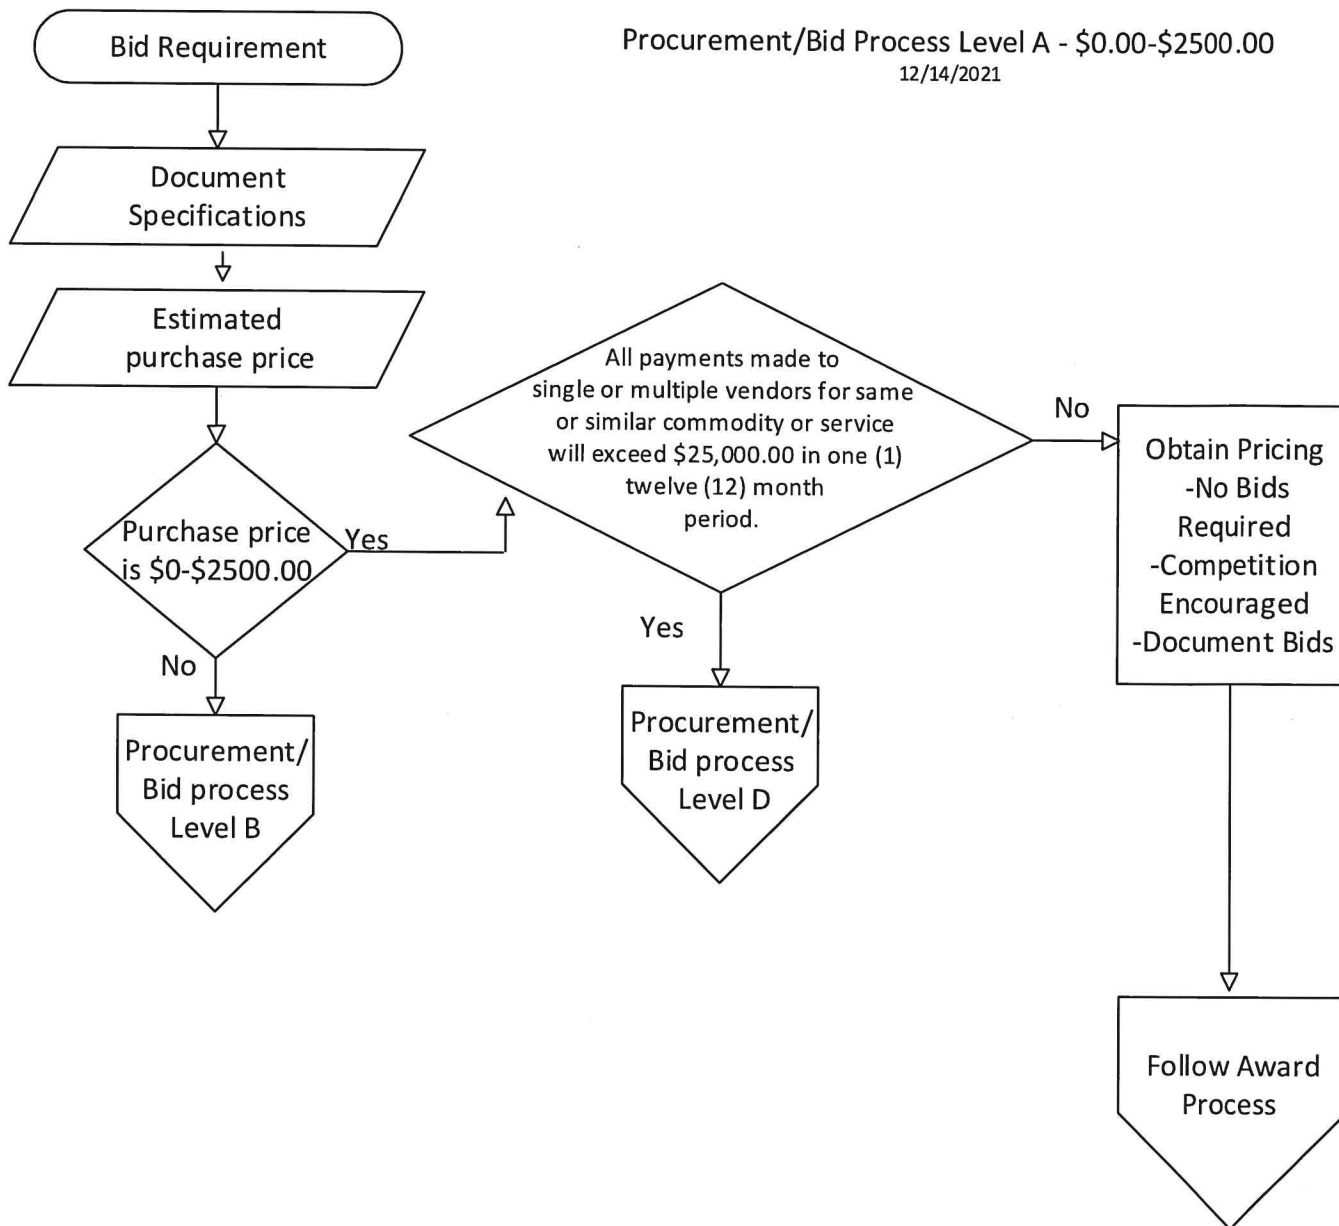 Bid Requirement
Procurement/Bid Process Level A - $0.00-$2500.00
12/14/2021
Document
Specifications
Estimated
purchase price
Purchase price
is $0-$2500.00
Yes
No
Procurement/
Bid process
Level B
All payments made to
single or multiple vendors for same
or similar commodity or service
will exceed $25,000.00 in one (1)
twelve (12) month
period.
Yes
Procurement/
Bid process
Level D
No
Obtain Pricing
-No Bids
Required
-Competition
Encouraged
-Document Bids
Follow Award
Process